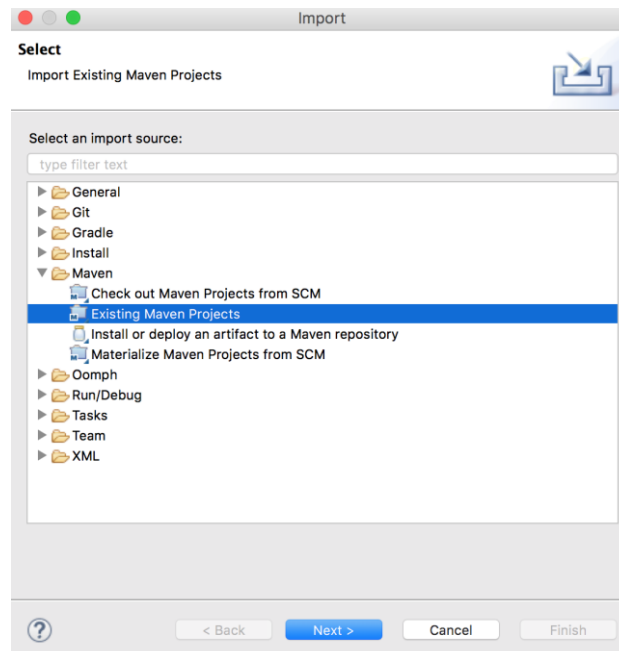 Import
Select
Import Existing Maven Projects
Select an import source:
type filter text
General
Git
Gradle
Install
Maven
Check out Maven Projects from SCM
Existing Maven Projects
Install or deploy an artifact to a Maven repository
Materialize Maven Projects from SCM
Oomph
Run/Debug
Tasks
Team
XML
? < Back Next > Cancel Finish